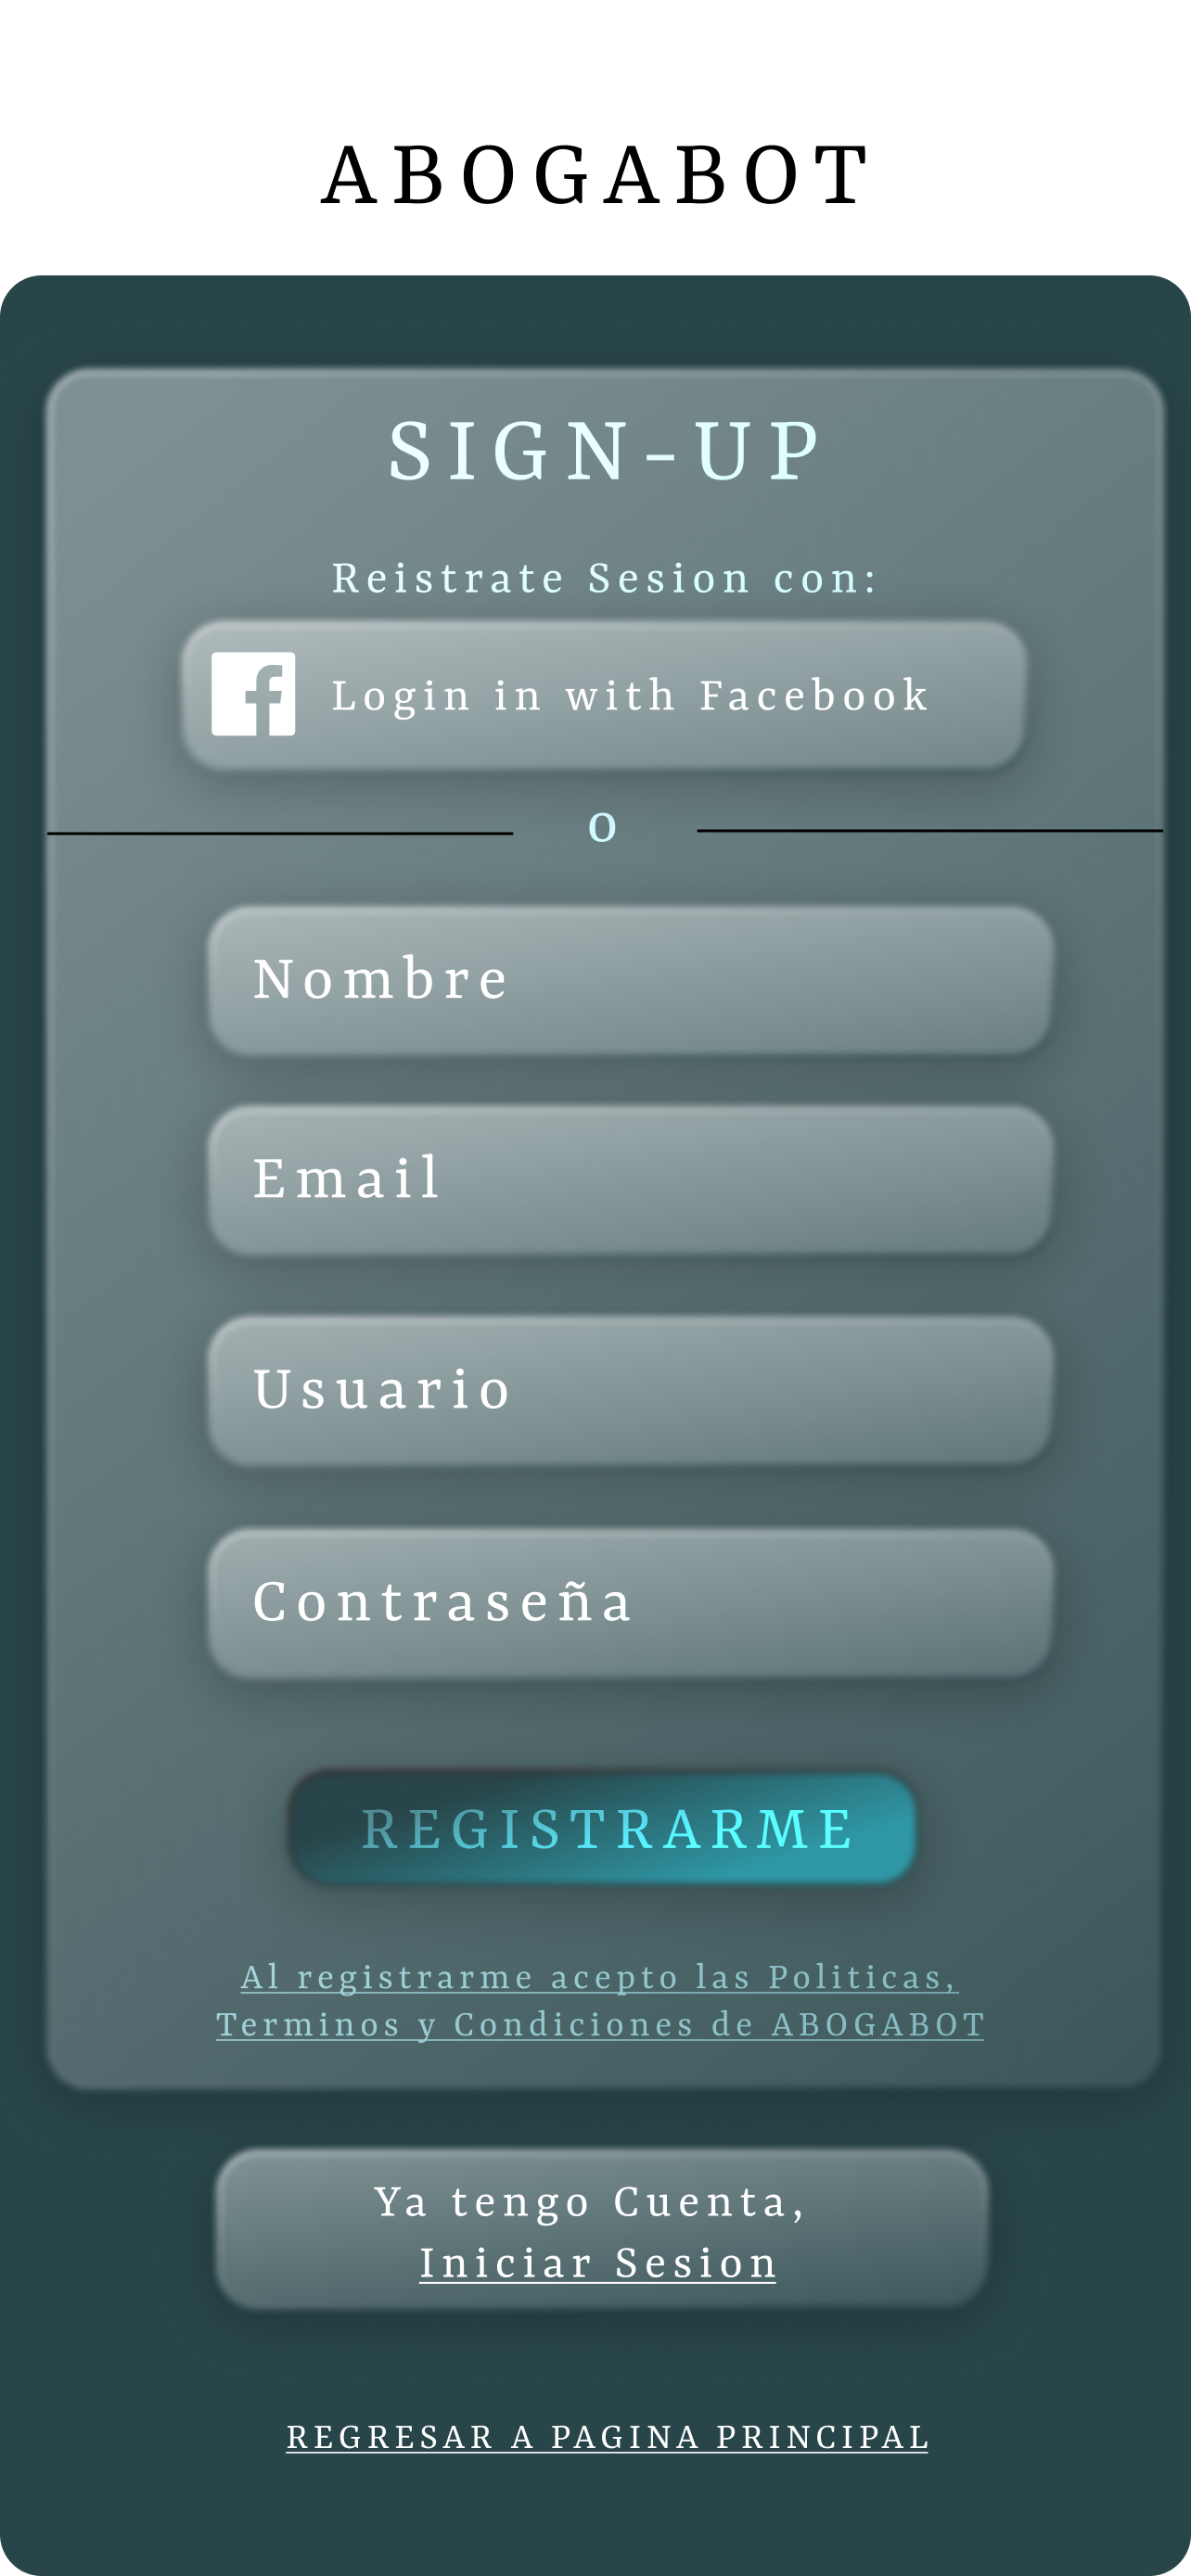 ABOGABOT
SIGN-UP
Reistrate Sesion con:
Login in with Facebook
o
Nombre
Email
Usuario
Contraseña
REGISTRARME
Al registrarme acepto las Politicas,
Terminos y Condiciones de ABOGABOT
Ya tengo Cuenta,
Iniciar Sesion
REGRESAR A PAGINA PRINCIPAL